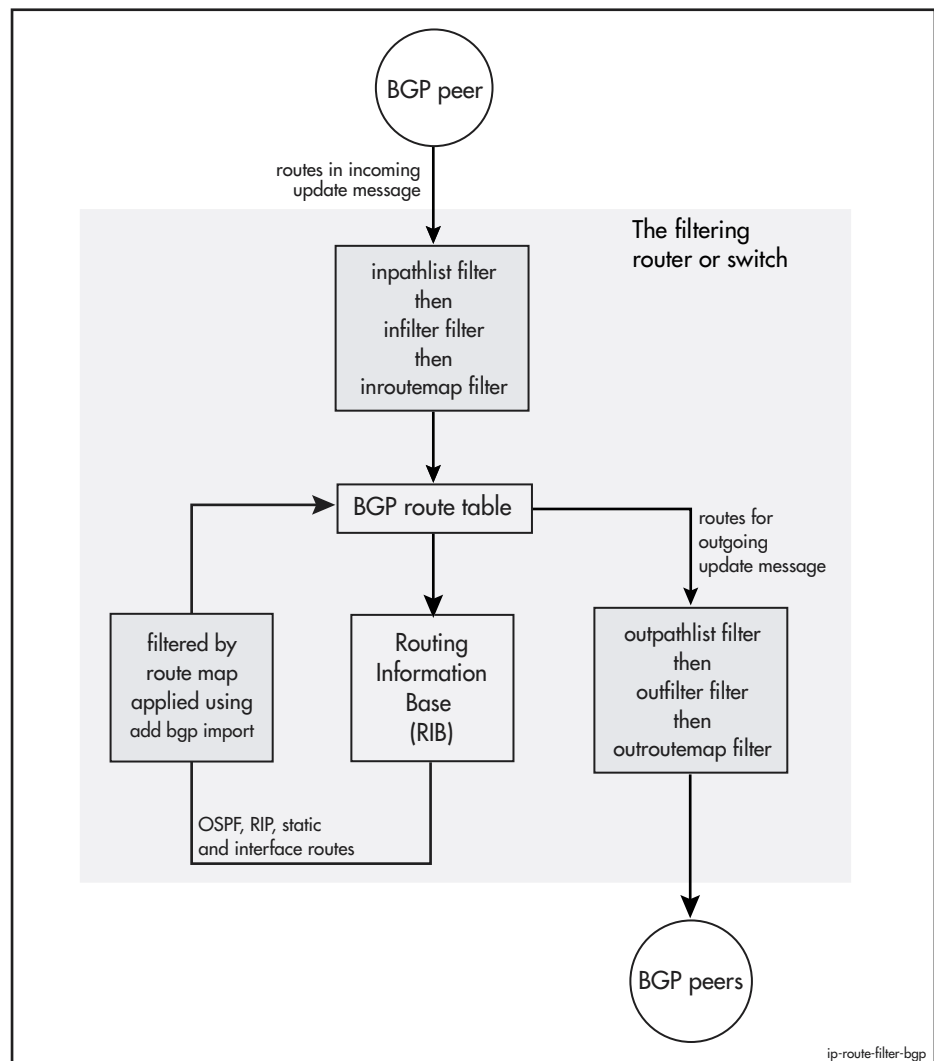 BGP peer
routes in incoming
update message
The filtering
router or switch
inpathlist filter
then
infilter filter
then
inroutemap filter
BGP route table
routes for
outgoing
update message
filtered by
route map
applied using
add bgp import
Routing
Information
Base
(RIB)
outpathlist filter
then
outfilter filter
then
outroutemap filter
OSPF, RIP, static
and interface routes
BGP peers
ip-route-filter-bgp